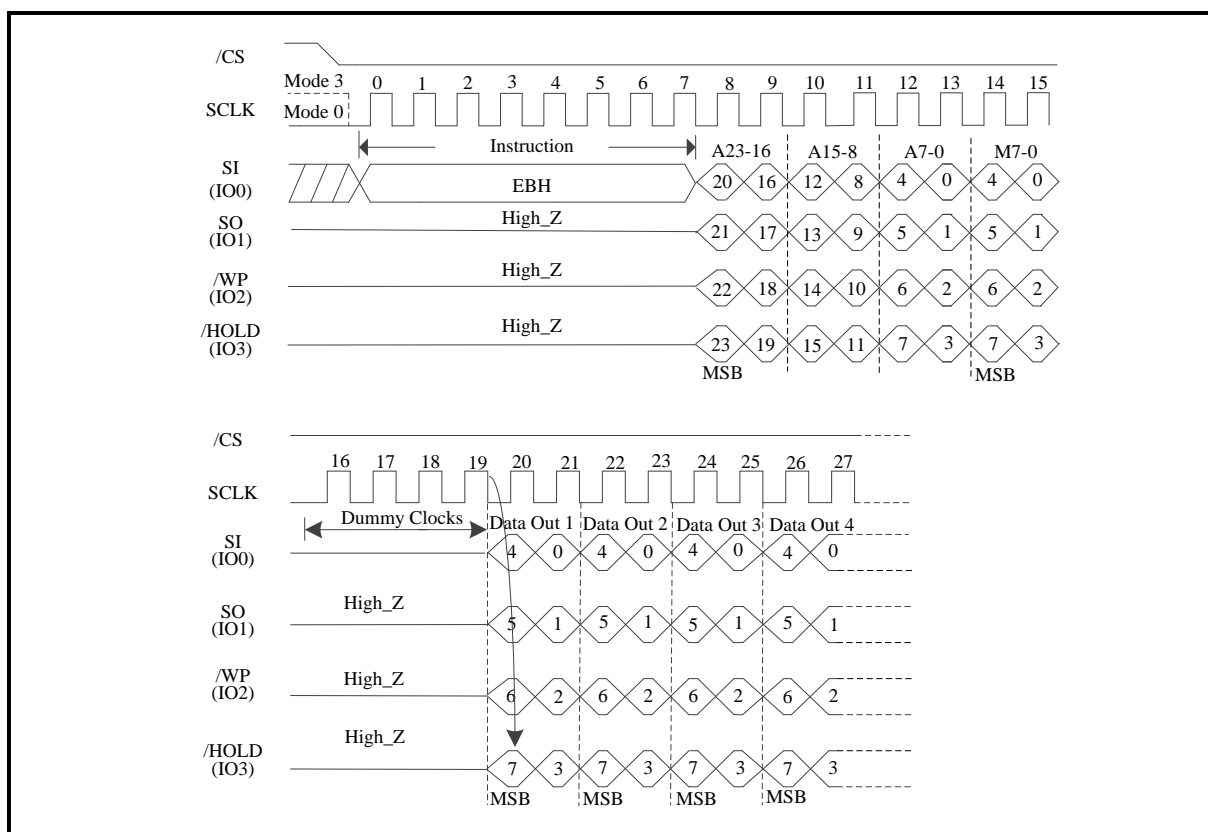 /CS
Mode 3 0 1 2 3 4 5 6 7 8 9 10 11 12 13 14 15
SCLK Mode 0
Instruction A23-16 A15-8 A7-0 M7-0
SI
(IO0) EBH 20 16 12 8 4 0 4 0
High_Z
SO
(IO1) 21 17 13 9 5 1 5 1
High_Z
/WP
(IO2) 22 18 14 10 6 2 6 2
High_Z
/HOLD
(IO3) 23 19 15 11 7 3 7 3
MSB MSB
/CS
16 17 18 19 20 21 22 23 24 25 26 27
SCLK
Dummy Clocks Data Out 1 Data Out 2 Data Out 3 Data Out 4
SI
(IO0) 4 0 4 0 4 0 4 0
High_Z
SO
(IO1) 5 1 5 1 5 1 5 1
High_Z
/WP
(IO2) 6 2 6 2 6 2 6 2
High_Z
/HOLD
(IO3) 7 3 7 3 7 3 7 3
MSB MSB MSB MSB